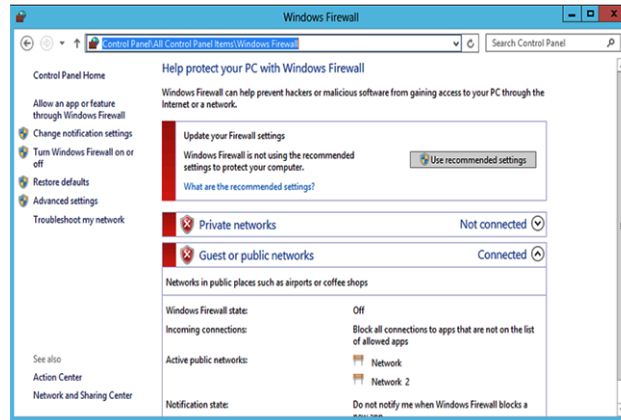 Windows Firewall
Control Panel\All Control Panel Items\Windows Firewall
Search Control Panel
Control Panel Home
Allow an app or feature
through Windows Firewall
Change notification settings
Turn Windows Firewall on or
off
Restore defaults
Advanced settings
Troubleshoot my network
See also
Action Center
Network and Sharing Center
Help protect your PC with Windows Firewall
Windows Firewall can help prevent hackers or malicious software from gaining access to your PC through the
Internet or a network.
Update your Firewall settings
Windows Firewall is not using the recommended
settings to protect your computer.
Use recommended settings
What are the recommended settings?
Private networks Not connected
Guest or public networks Connected
Networks in public places such as airports or coffee shops
Windows Firewall state: Off
Incoming connections: Block all connections to apps that are not on the list
of allowed apps
Active public networks: Network
Network 2
Notification state: Do not notify me when Windows Firewall blocks a
new app